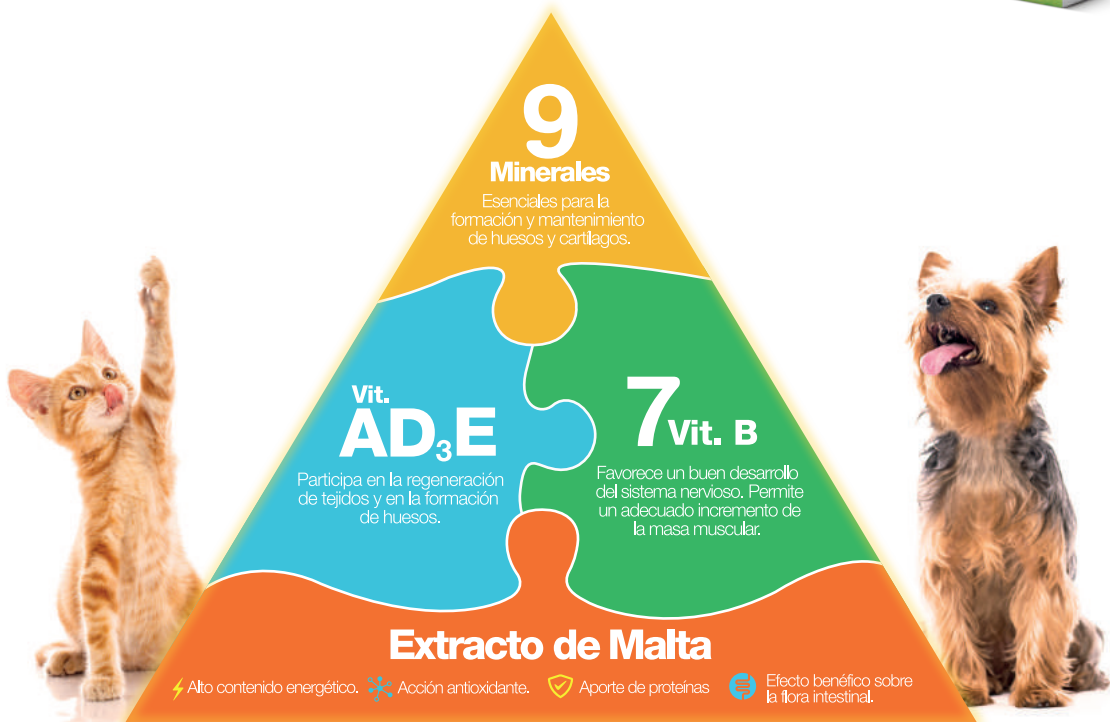 9
Minerales
Esenciales para la
formación y mantenimiento
de huesos y cartílagos.
Vit.
AD₃E
Participa en la regeneración
de tejidos y en la formación
de huesos.
7 Vit. B
Favorece un buen desarrollo
del sistema nervioso. Permite
un adecuado incremento de
la masa muscular.
Extracto de Malta
Alto contenido energético.
Acción antioxidante.
Aporte de proteínas
Efecto benéfico sobre
la flora intestinal.